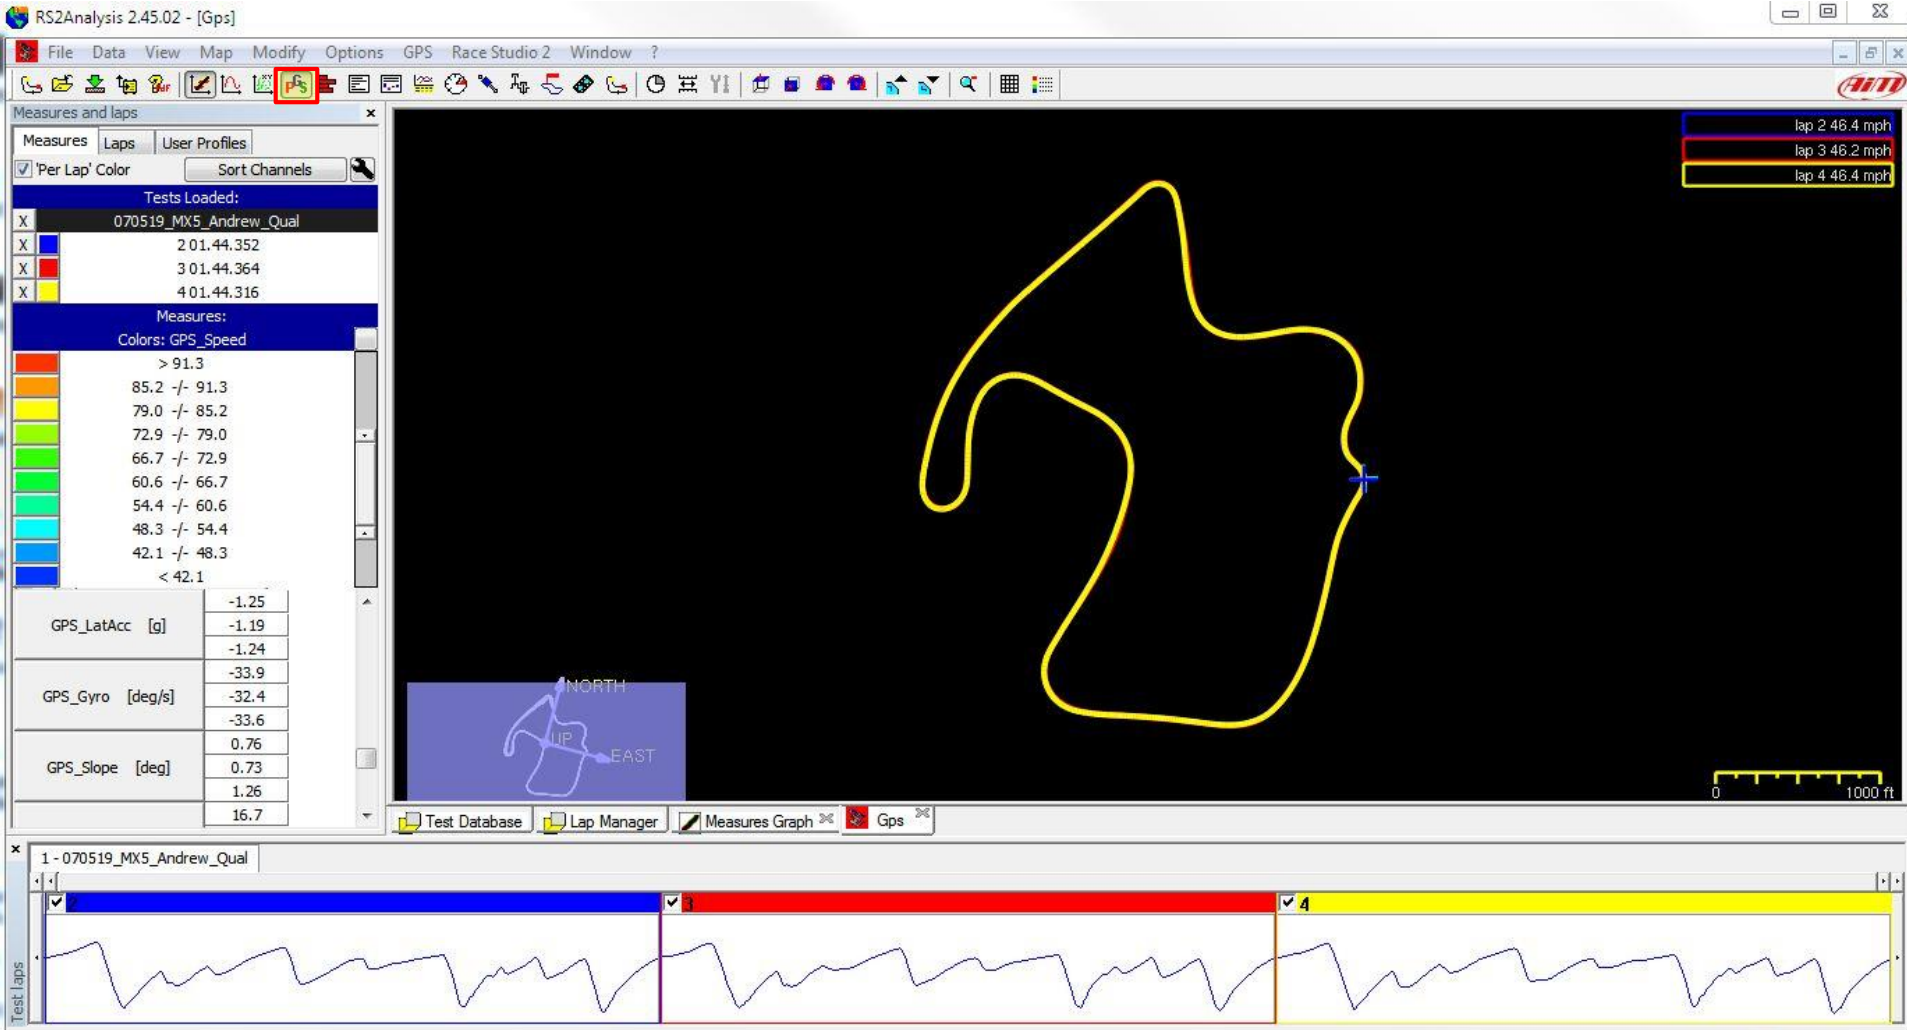 RS2Analysis 2.45.02 - [Gps]
File Data View Map Modify Options GPS Race Studio 2 Window ?
GPS
AiM
Measures and laps x
Measures Laps User Profiles
'Per Lap' Color Sort Channels
Tests Loaded:
X 070519_MX5_Andrew_Qual
X 2 01.44.352
X 3 01.44.364
X 4 01.44.316
Measures:
Colors: GPS_Speed
> 91.3
85.2 -/- 91.3
79.0 -/- 85.2
72.9 -/- 79.0
66.7 -/- 72.9
60.6 -/- 66.7
54.4 -/- 60.6
48.3 -/- 54.4
42.1 -/- 48.3
< 42.1
GPS_LatAcc [g]
-1.25
-1.19
-1.24
GPS_Gyro [deg/s]
-33.9
-32.4
-33.6
GPS_Slope [deg]
0.76
0.73
1.26
16.7
lap 2 46.4 mph
lap 3 46.2 mph
lap 4 46.4 mph
NORTH
UP
EAST
0 1000 ft
Test Database Lap Manager Measures Graph Gps
x 1 - 070519_MX5_Andrew_Qual
2 3 4
Test laps